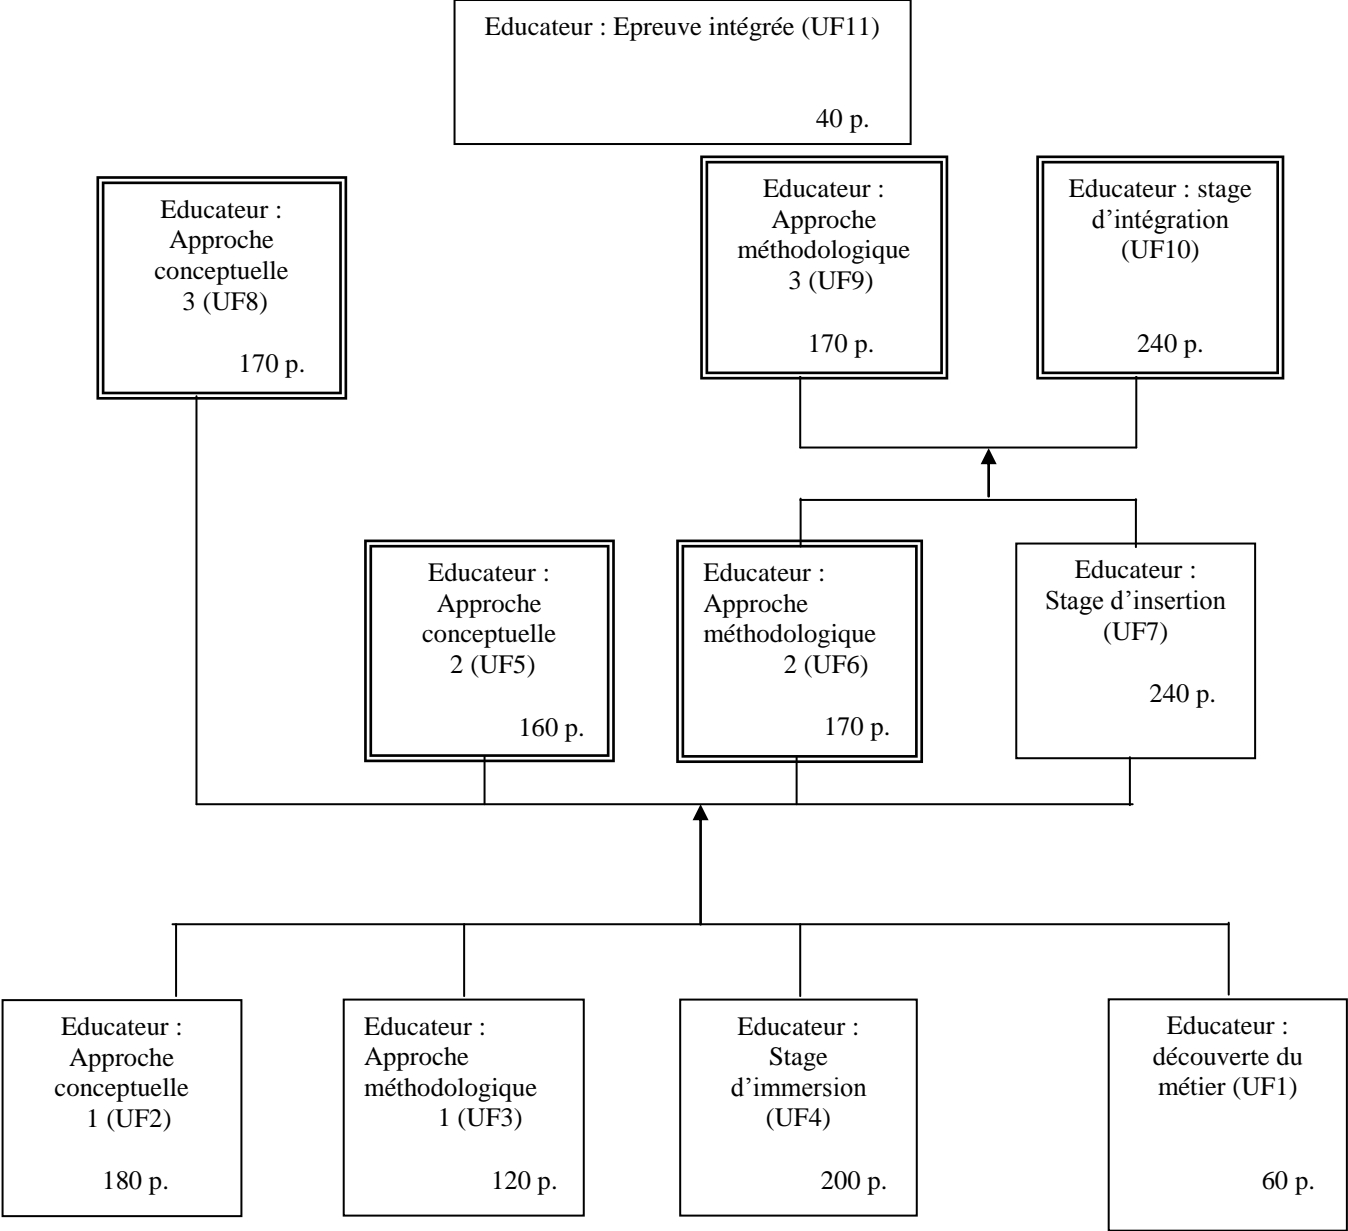 Educateur : Epreuve intégrée (UF11)
40 p.
Educateur :
Approche
conceptuelle
3 (UF8)
170 p.
Educateur :
Approche
méthodologique
3 (UF9)
170 p.
Educateur : stage
d’intégration
(UF10)
240 p.
Educateur :
Approche
conceptuelle
2 (UF5)
160 p.
Educateur :
Approche
méthodologique
2 (UF6)
170 p.
Educateur :
Stage d’insertion
(UF7)
240 p.
Educateur :
Approche
conceptuelle
1 (UF2)
180 p.
Educateur :
Approche
méthodologique
1 (UF3)
120 p.
Educateur :
Stage
d’immersion
(UF4)
200 p.
Educateur :
découverte du
métier (UF1)
60 p.